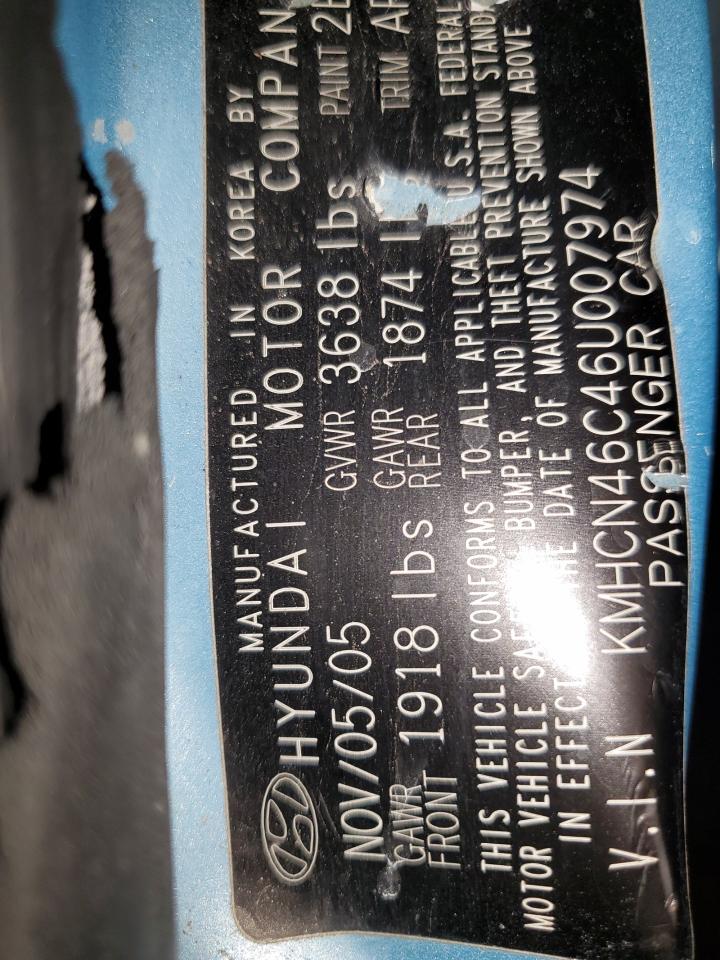 MANUFACTURED IN KOREA BY
HYUNDAI MOTOR COMPAN
NOV/05/05 GVWR 3638 lbs PAINT 2
GAWR FRONT 1918 lbs GAWR REAR 1874 TRIM
THIS VEHICLE CONFORMS TO ALL APPLICABLE U.S.A. FEDERAL
MOTOR VEHICLE BUMPER, AND THEFT PREVENTION STAND
IN EFFECT DATE OF MANUFACTURE SHOWN ABOVE
V.I.N KMHCN46C46U007974
PASSENGER CAR